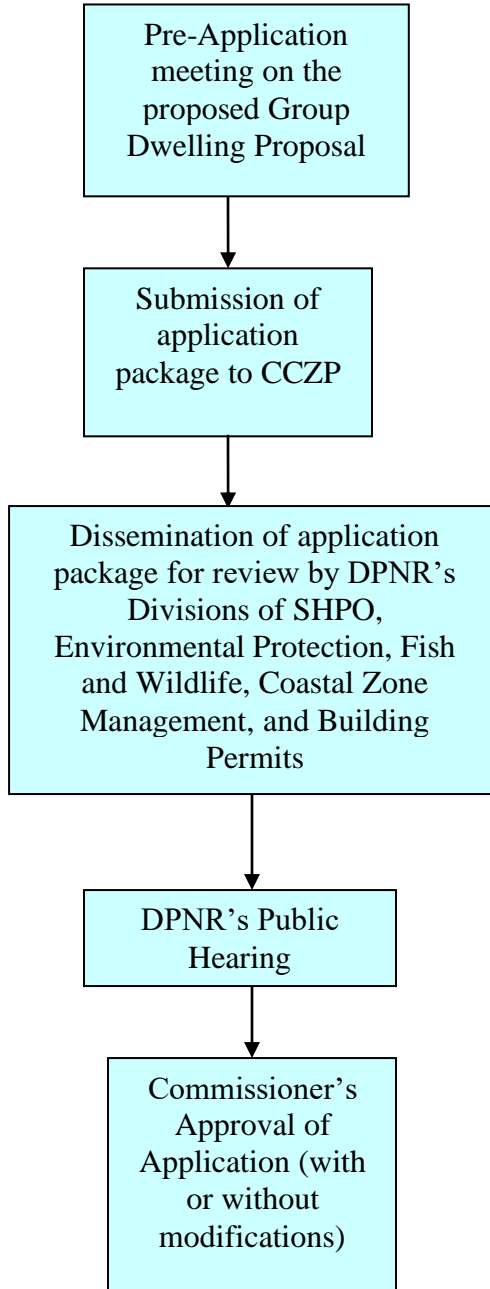 Pre-Application
meeting on the
proposed Group
Dwelling Proposal
Submission of
application
package to CCZP
Dissemination of application
package for review by DPNR’s
Divisions of SHPO,
Environmental Protection, Fish
and Wildlife, Coastal Zone
Management, and Building
Permits
DPNR’s Public
Hearing
Commissioner’s
Approval of
Application (with
or without
modifications)